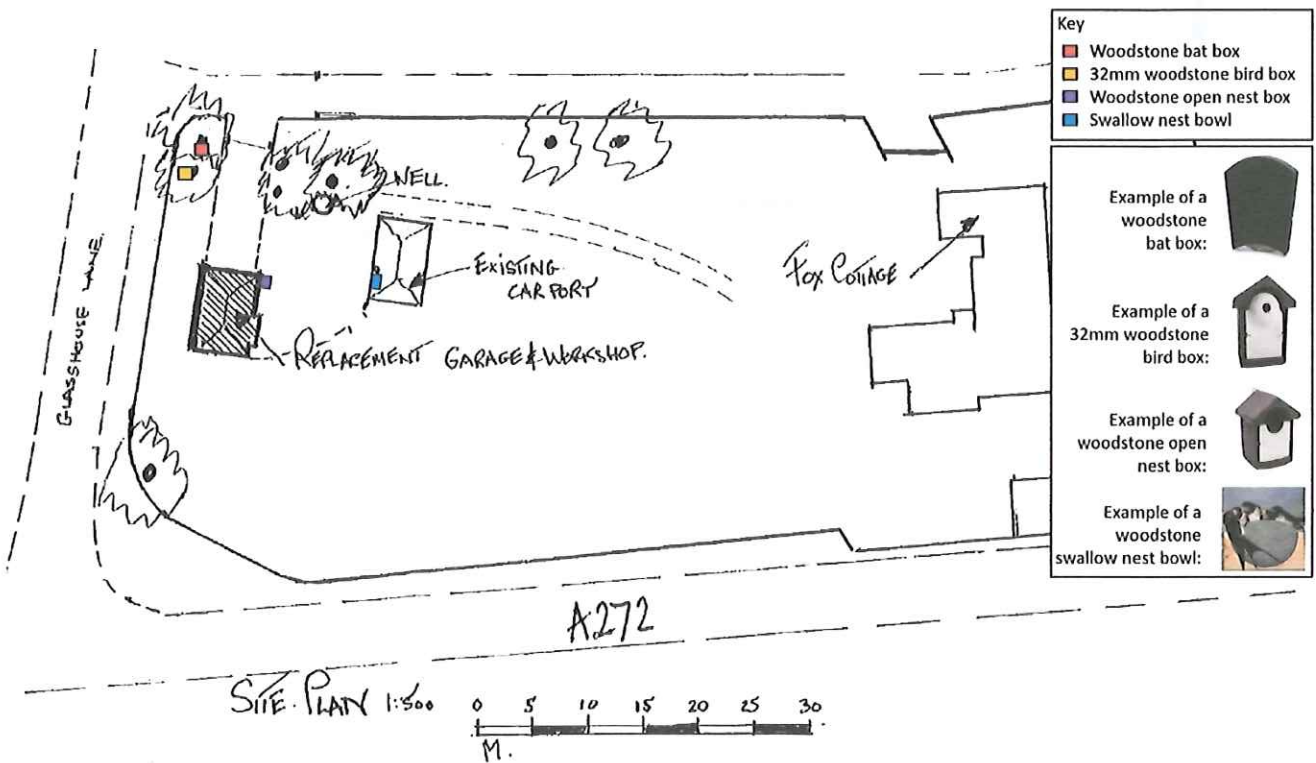 Key
Woodstone bat box
32mm woodstone bird box
Woodstone open nest box
Swallow nest bowl
Example of a
woodstone
bat box:
Example of a
32mm woodstone
bird box:
Example of a
woodstone open
nest box:
Example of a
woodstone
swallow nest bowl:
WELL.
EXISTING
CARPORT
FOX COTTAGE
REPLACEMENT GARAGE & WORKSHOP.
GLASSHOUSE LANE.
A272
SITE PLAN 1:500
0 5 10 15 20 25 30
M.